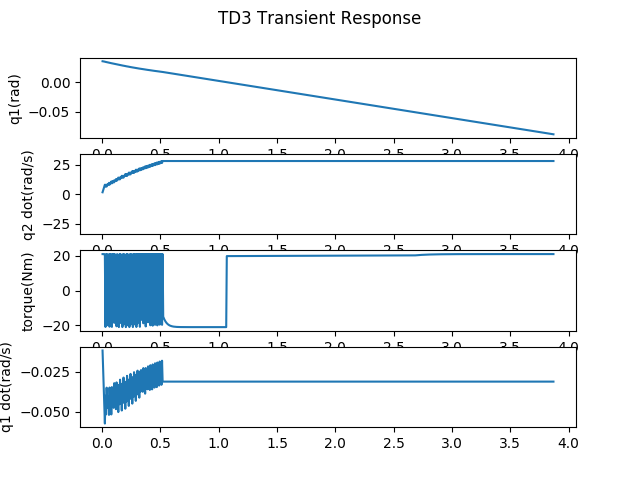 TD3 Transient Response
q1(rad)
0.00
−0.05
0.0 0.5 1.0 1.5 2.0 2.5 3.0 3.5 4.0
q2 dot(rad/s)
25
0
−25
0.0 0.5 1.0 1.5 2.0 2.5 3.0 3.5 4.0
torque(Nm)
20
0
−20
0.0 0.5 1.0 1.5 2.0 2.5 3.0 3.5 4.0
q1 dot(rad/s)
−0.025
−0.050
0.0 0.5 1.0 1.5 2.0 2.5 3.0 3.5 4.0